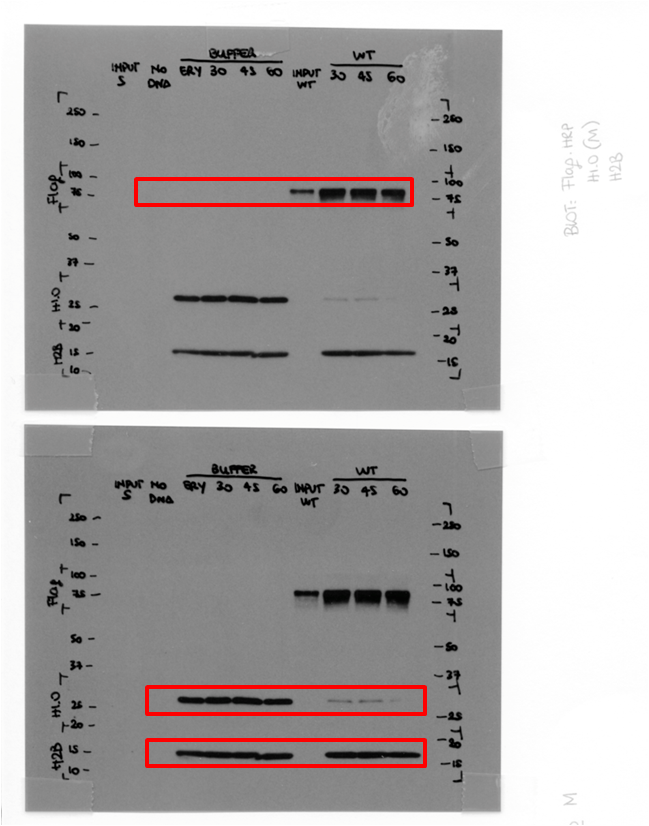 BUFFER WT
INPUT S NO DNA ERY 30 45 60 INPUT WT 30 45 60
250 - - 250
150 - - 150
100 - - 100
Flag 75 - - 75
50 - - 50
37 - - 37
H1.0 25 - - 25
20 - - 20
H2B 15 - - 15
10 -
BLOT: Flag-HRP
H1.0 (M)
H2B
BUFFER WT
INPUT S NO DNA ERY 30 45 60 INPUT WT 30 45 60
250 - - 250
150 - - 150
100 - - 100
Flag 75 - - 75
50 - - 50
37 - - 37
H1.0 25 - - 25
20 - - 20
H2B 15 - - 15
10 -
M